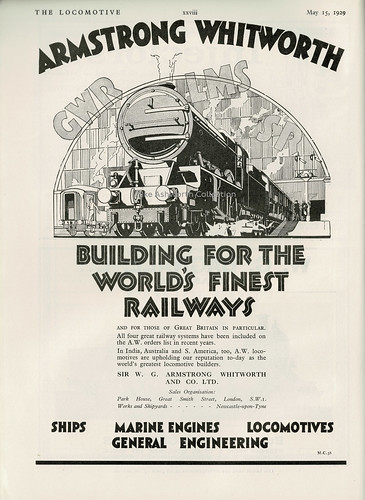 THE LOCOMOTIVE xxviii May 15, 1929
ARMSTRONG WHITWORTH
GWR LMS SR
Mike Ashworth Collection
BUILDING FOR THE
WORLD'S FINEST
RAILWAYS
AND FOR THOSE OF GREAT BRITAIN IN PARTICULAR.
All four great railway systems have been included on
the A.W. orders list in recent years.
In India, Australia and S. America, too, A.W. loco-
motives are upholding our reputation to-day as the
world's greatest locomotive builders.
SIR W. G. ARMSTRONG WHITWORTH
AND CO. LTD.
Sales Organisation:
Park House, Great Smith Street, London, S.W.1.
Works and Shipyards - - - - - - Newcastle-upon-Tyne
SHIPS MARINE ENGINES LOCOMOTIVES
GENERAL ENGINEERING